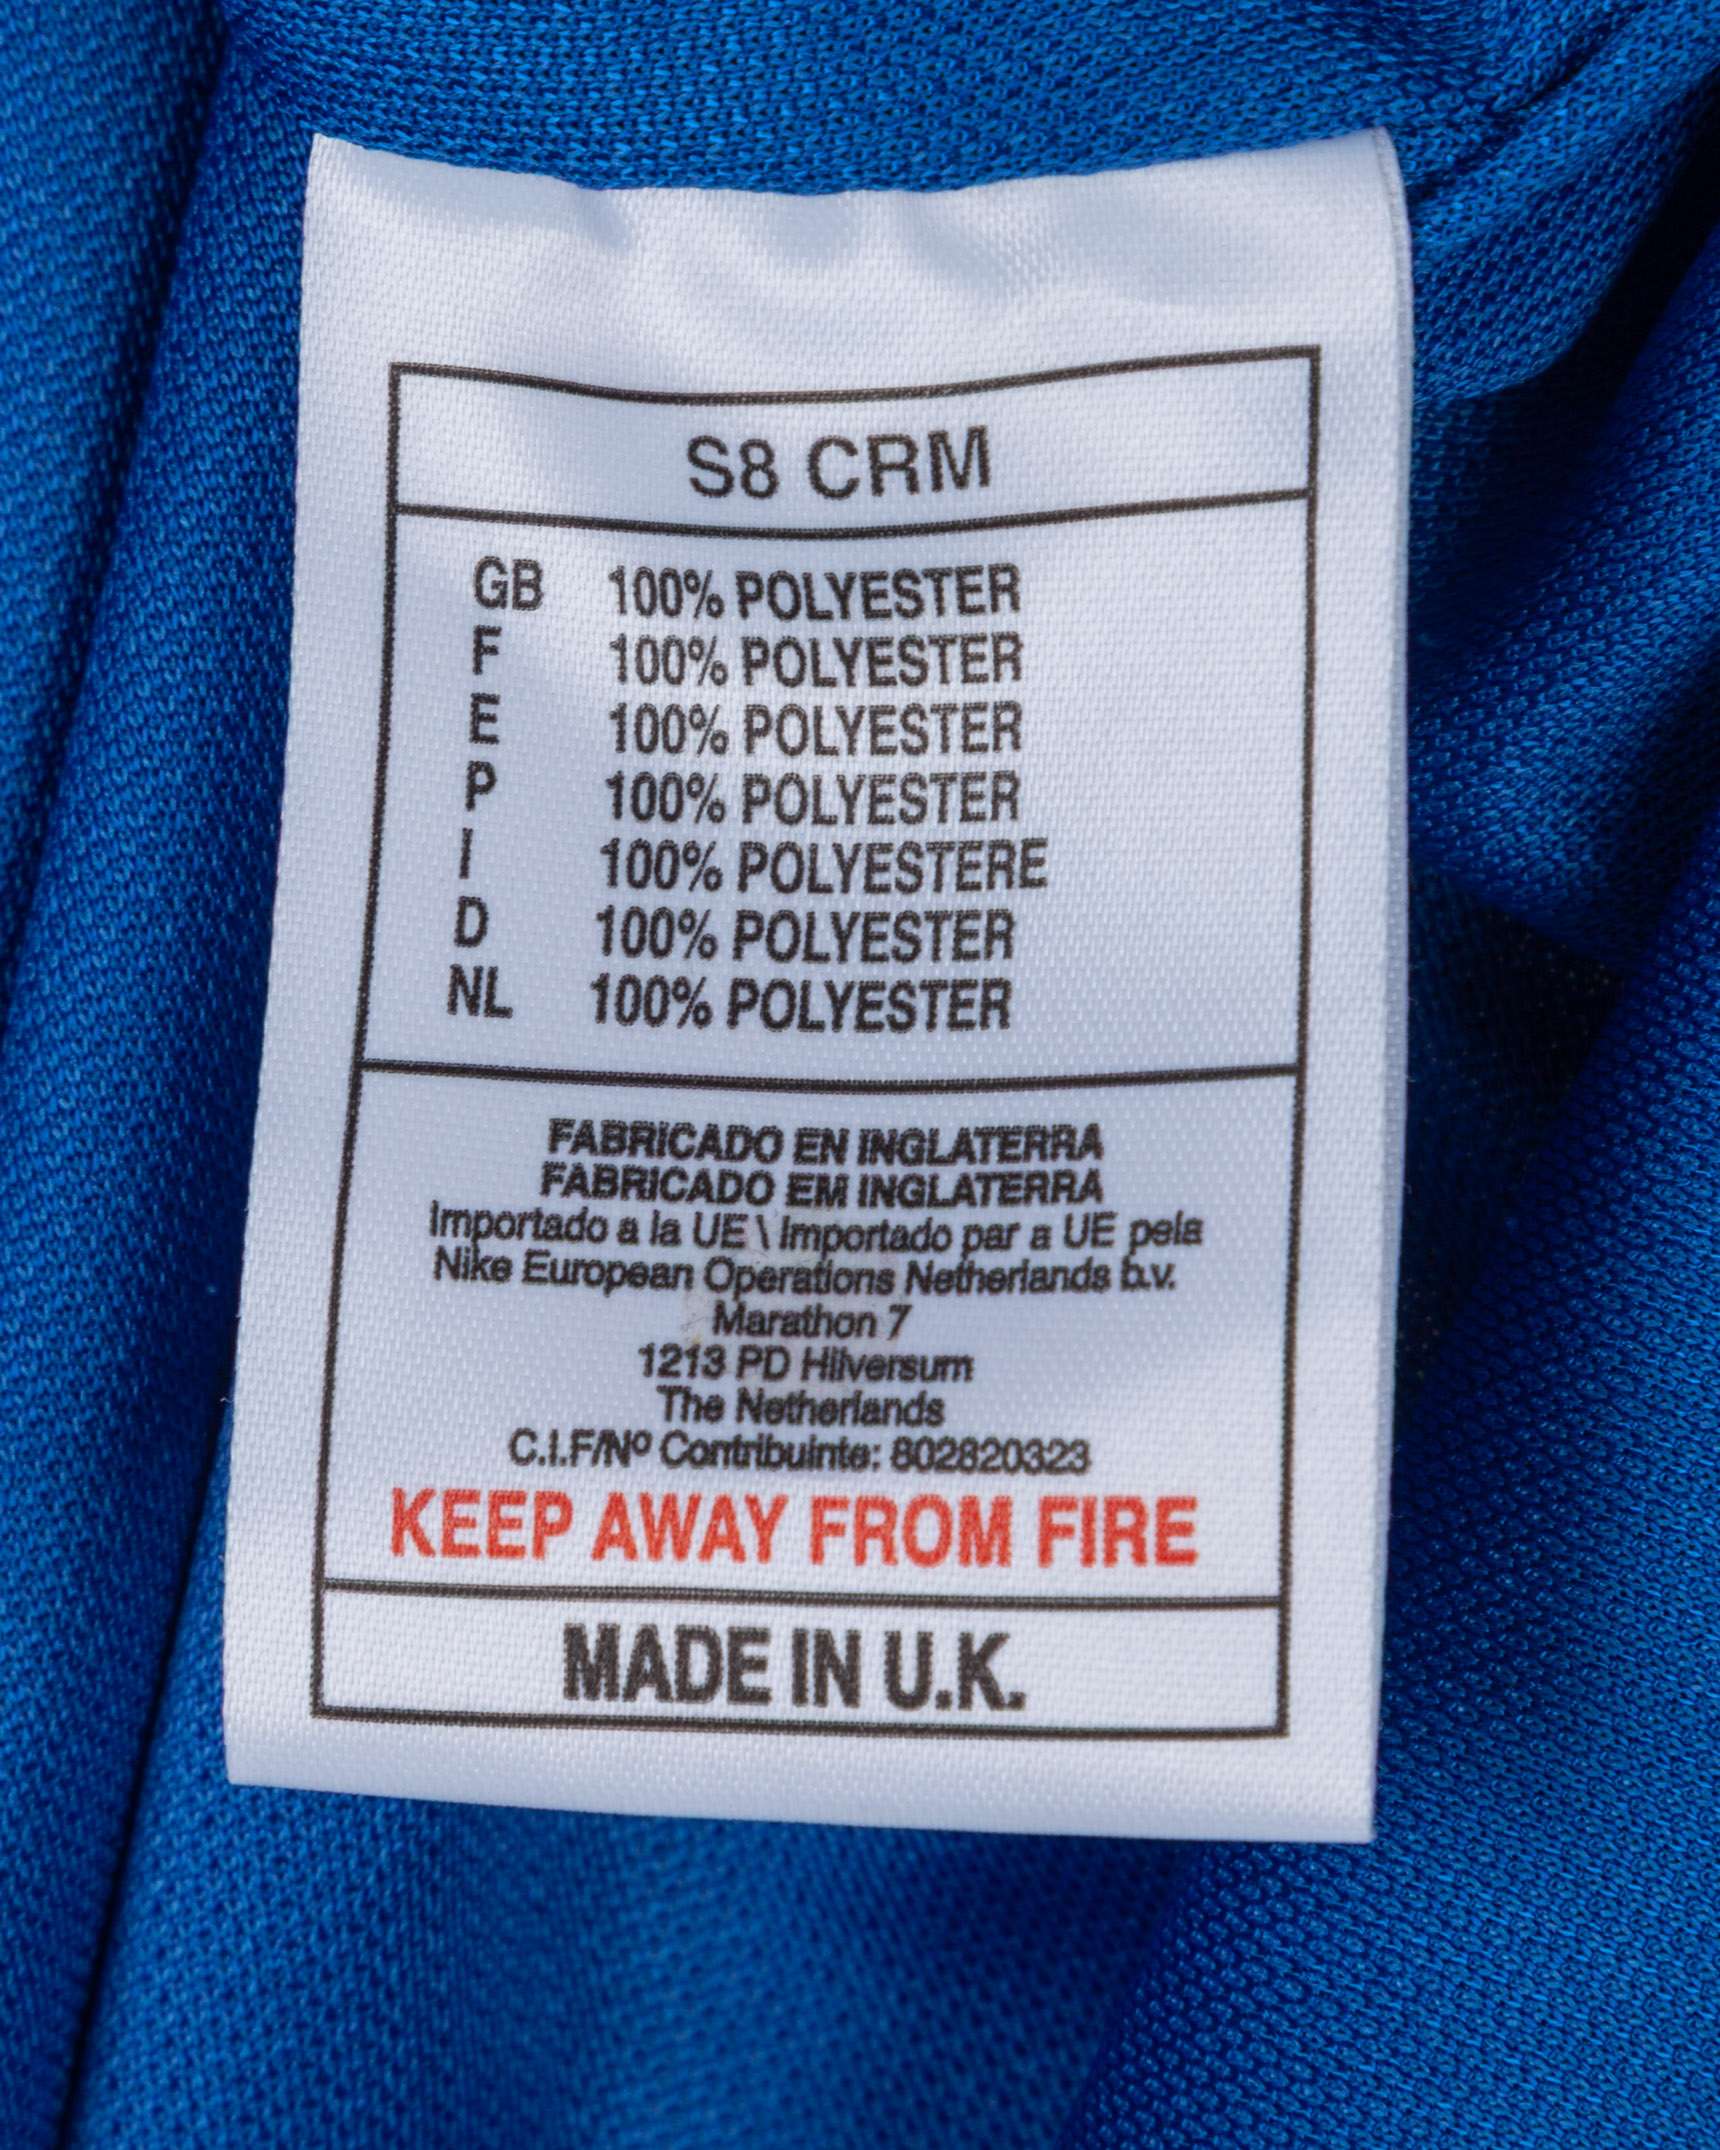 S8 CRM
GB 100% POLYESTER
F 100% POLYESTER
E 100% POLYESTER
P 100% POLYESTER
I 100% POLYESTERE
D 100% POLYESTER
NL 100% POLYESTER
FABRICADO EN INGLATERRA
FABRICADO EM INGLATERRA
Importado a la UE \ Importado par a UE pela
Nike European Operations Netherlands b.v.
Marathon 7
1213 PD Hilversum
The Netherlands
C.I.F/Nº Contribuinte: 802820323
KEEP AWAY FROM FIRE
MADE IN U.K.